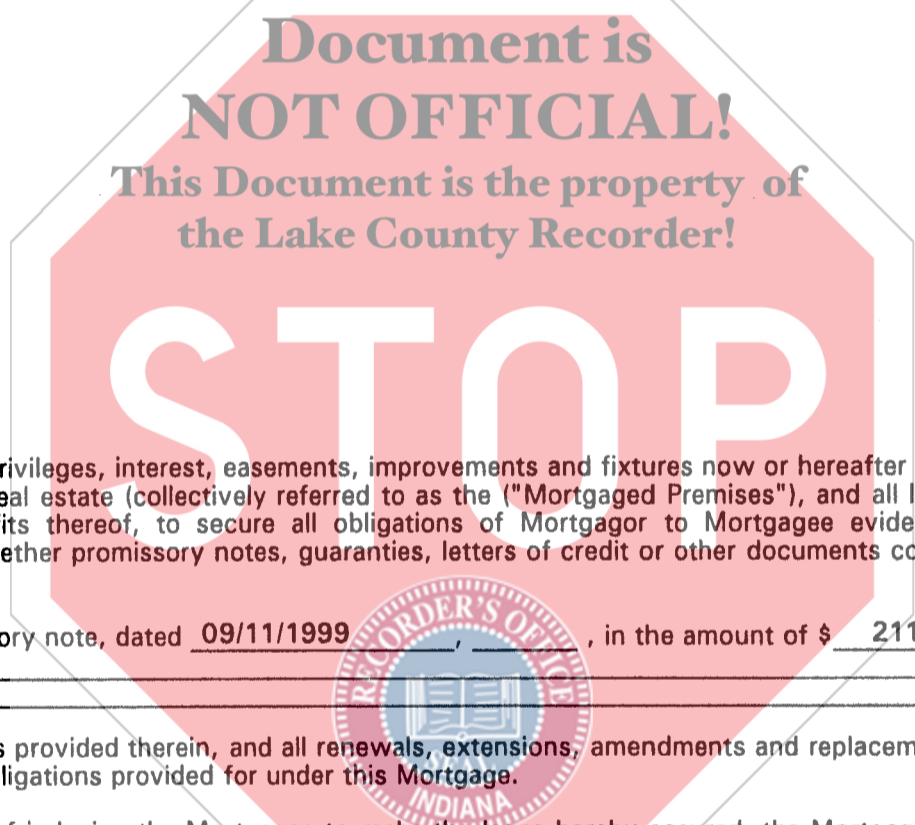 Document is
NOT OFFICIAL!
This Document is the property of
the Lake County Recorder!
STOP
rivileges, interest, easements, improvements and fixtures now or hereafter
eal estate (collectively referred to as the ("Mortgaged Premises"), and all
its thereof, to secure all obligations of Mortgagor to Mortgagee evide
ether promissory notes, guaranties, letters of credit or other documents co
ory note, dated 09/11/1999 , , in the amount of $ 211
RECORDER'S OFFICE
s provided therein, and all renewals, extensions, amendments and replacem
ligations provided for under this Mortgage.
SEAL
INDIANA